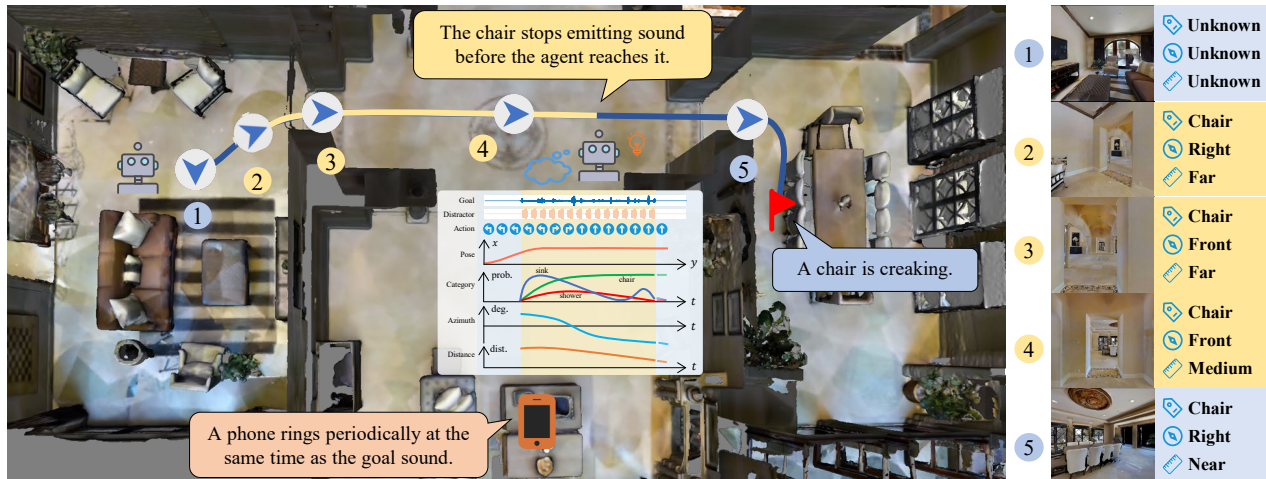 The chair stops emitting sound
before the agent reaches it.
1
2
3
4
5
Goal
Distractor
Action
Pose
x
y
Category
prob.
sink
chair
shower
t
Azimuth
deg.
t
Distance
dist.
t
A chair is creaking.
A phone rings periodically at the
same time as the goal sound.
1
Unknown
Unknown
Unknown
2
Chair
Right
Far
3
Chair
Front
Far
4
Chair
Front
Medium
5
Chair
Right
Near